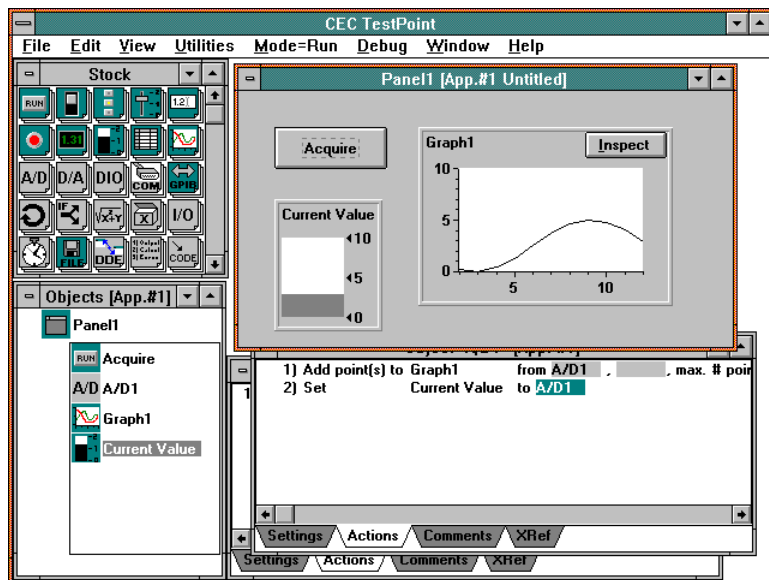 CEC TestPoint
File Edit View Utilities Mode=Run Debug Window Help
Stock
RUN
1.2
1.31
A/D D/A DIO COM GPIB
IF √x²+Y X I/O
FILE DDE CODE
Objects [App.#1]
Panel1
RUN Acquire
A/D A/D1
Graph1
Current Value
Panel1 [App.#1 Untitled]
Acquire
Current Value
10
5
0
Graph1 Inspect
10
5
0
5 10
1) Add point(s) to Graph1 from A/D1 , , max. # poin
2) Set Current Value to A/D1
Settings Actions Comments XRef
1
Settings Actions Comments XRef